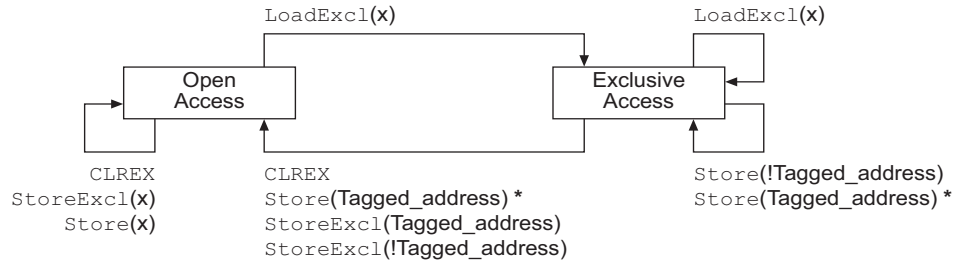 LoadExcl(x)
LoadExcl(x)
Open
Access
Exclusive
Access
CLREX
StoreExcl(x)
Store(x)
CLREX
Store(Tagged_address) *
StoreExcl(Tagged_address)
StoreExcl(!Tagged_address)
Store(!Tagged_address)
Store(Tagged_address) *